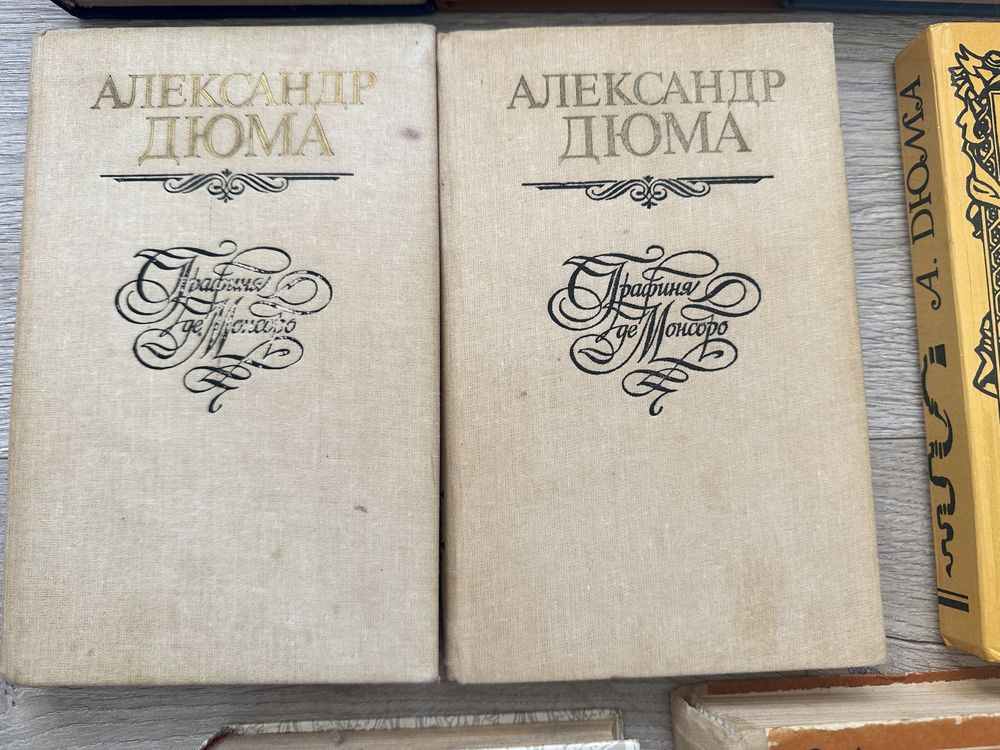 АЛЕКСАНДР
ДЮМА
Графиня
де Монсоро
АЛЕКСАНДР
ДЮМА
Графиня
де Монсоро
А. ДЮМА